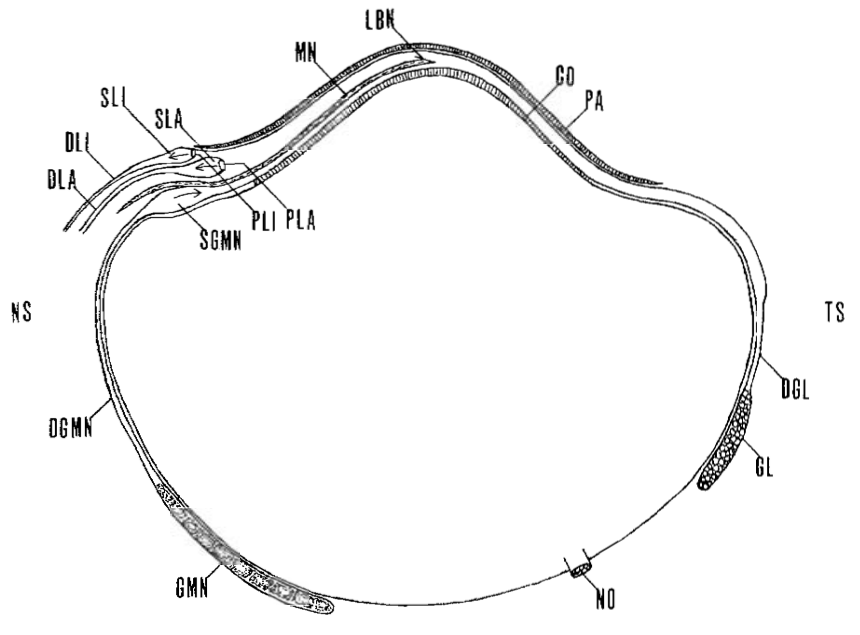 LBN
MN
CO
PA
SLI
SLA
DLI
DLA
PLI
PLA
SGMN
NS
TS
DGL
DGMN
GL
GMN
NO